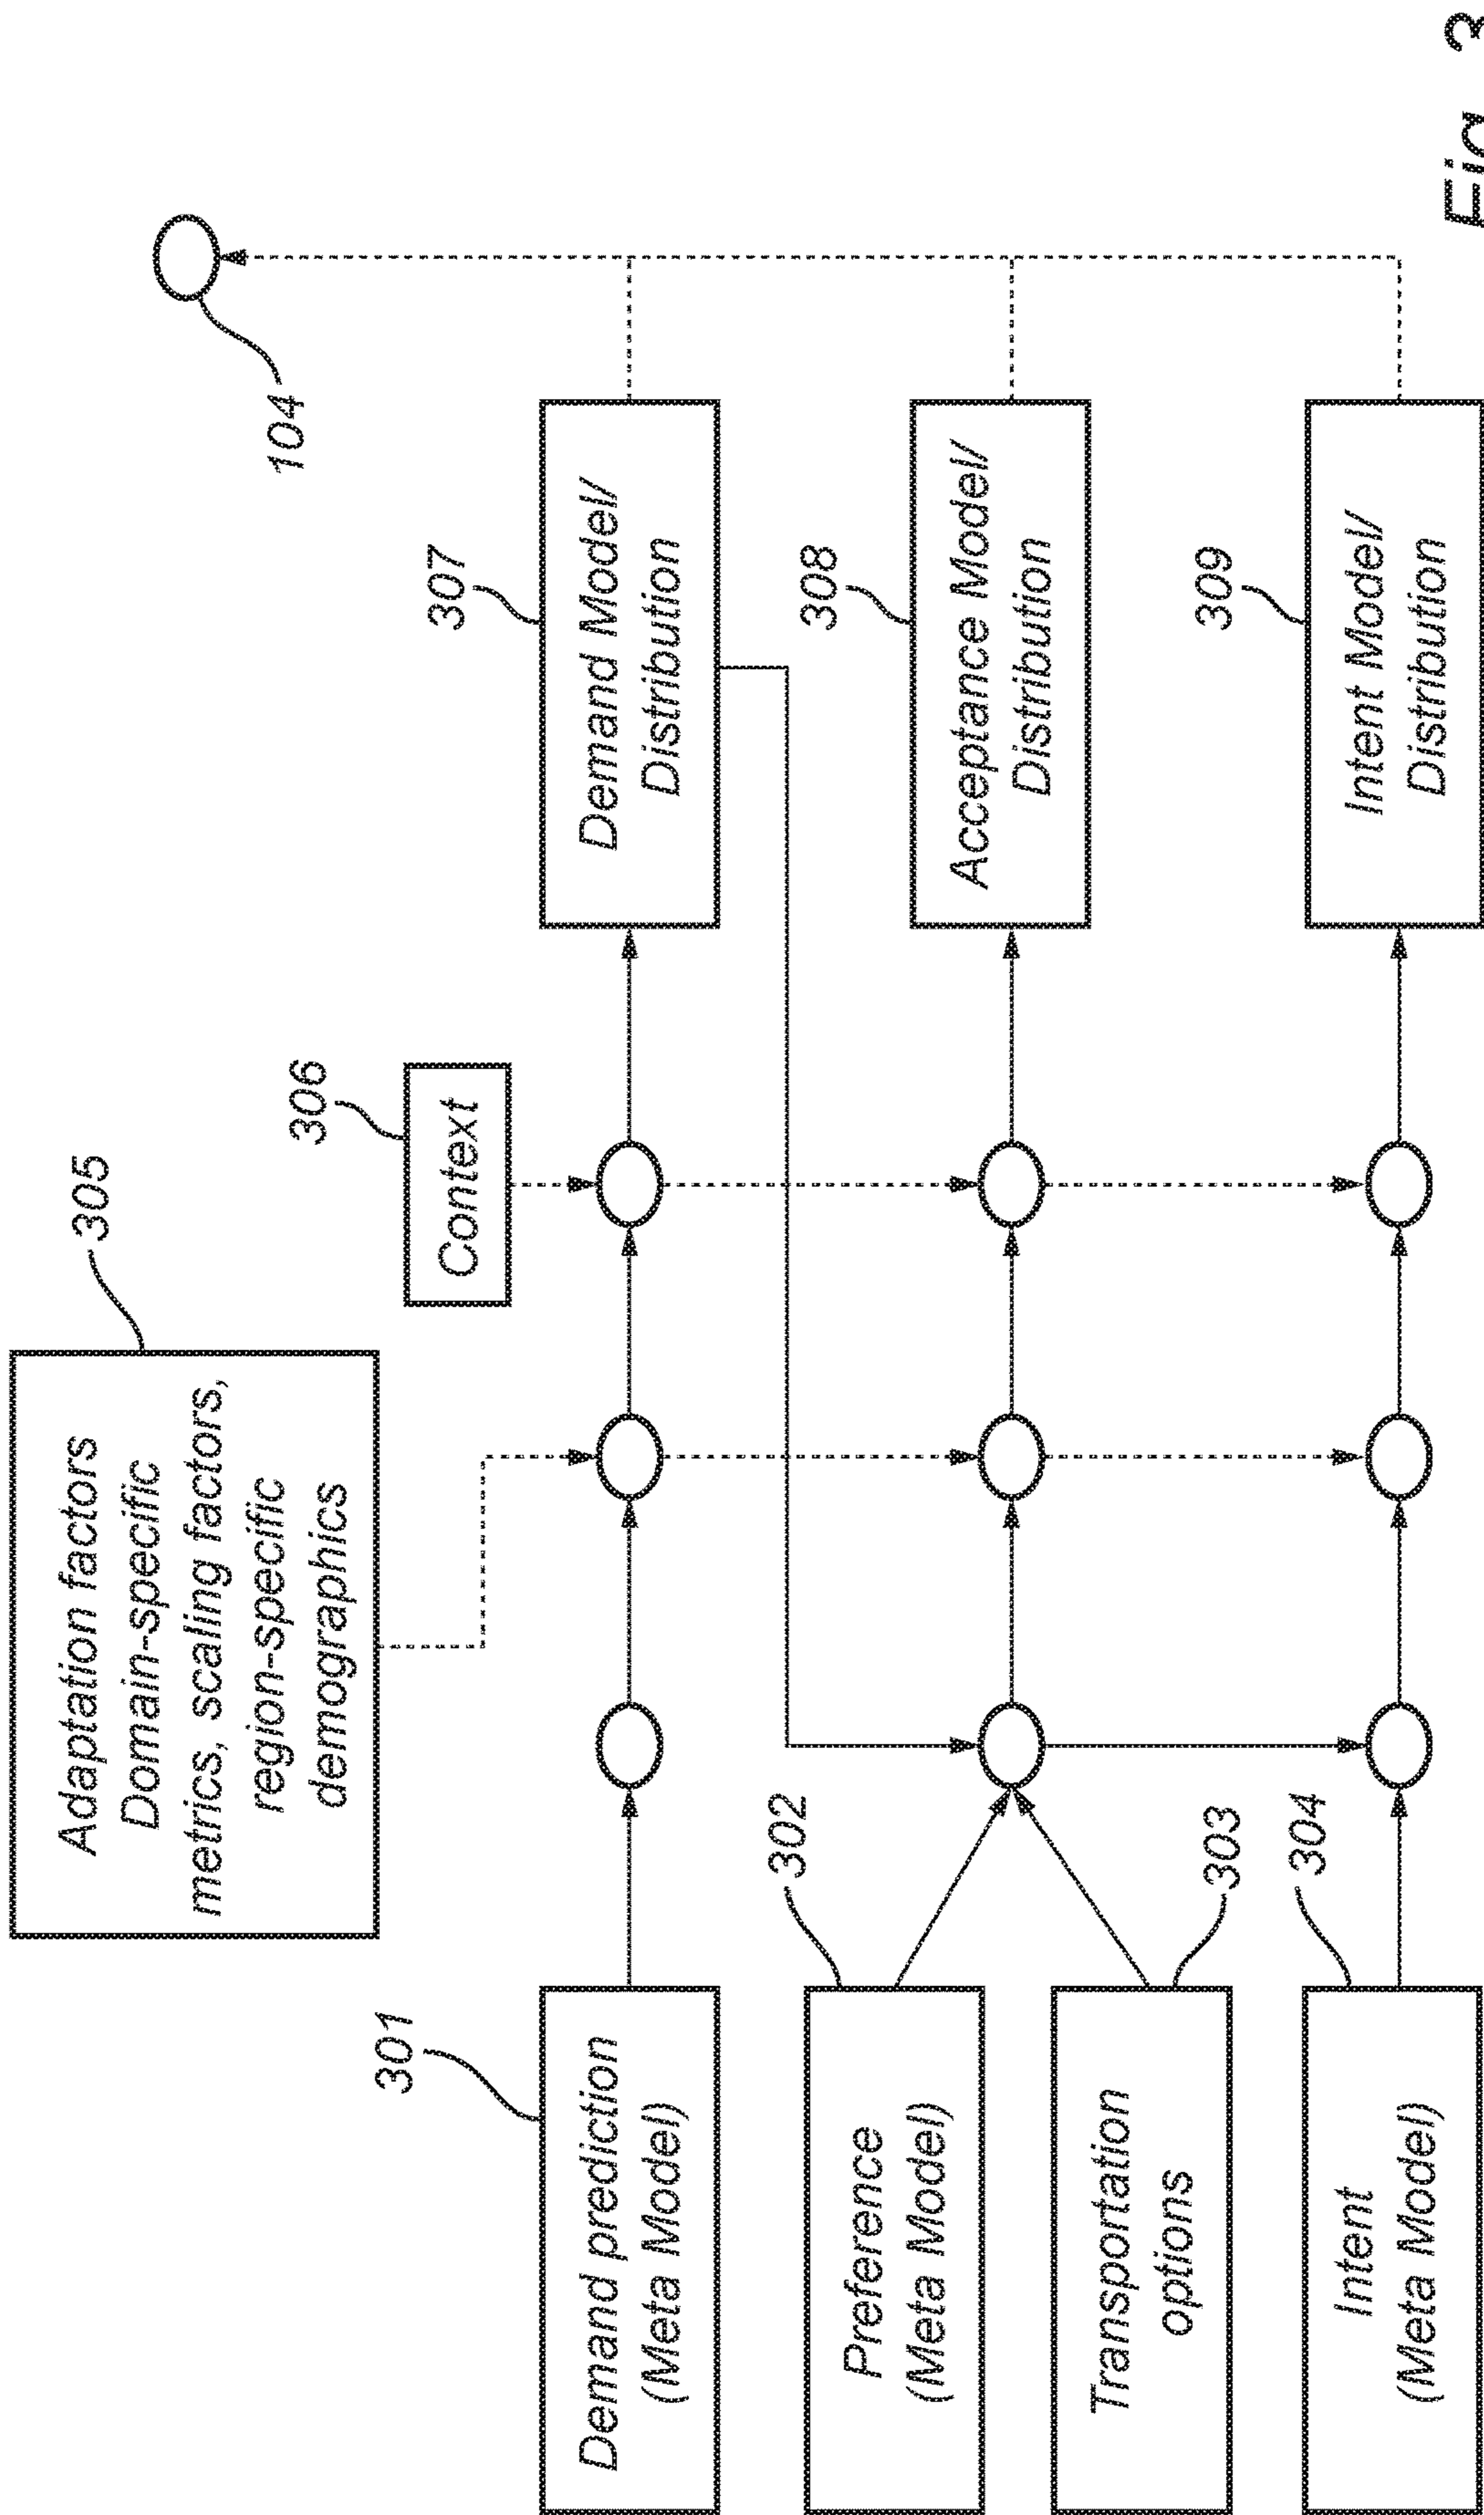 Adaptation factors
Domain-specific
metrics, scaling factors,
region-specific
demographics
305
104
Context
306
Demand prediction
(Meta Model)
301
Demand Model/
Distribution
307
Preference
(Meta Model)
302
Acceptance Model/
Distribution
308
Transportation
options
303
Intent
(Meta Model)
304
Intent Model/
Distribution
309
Fig. 3